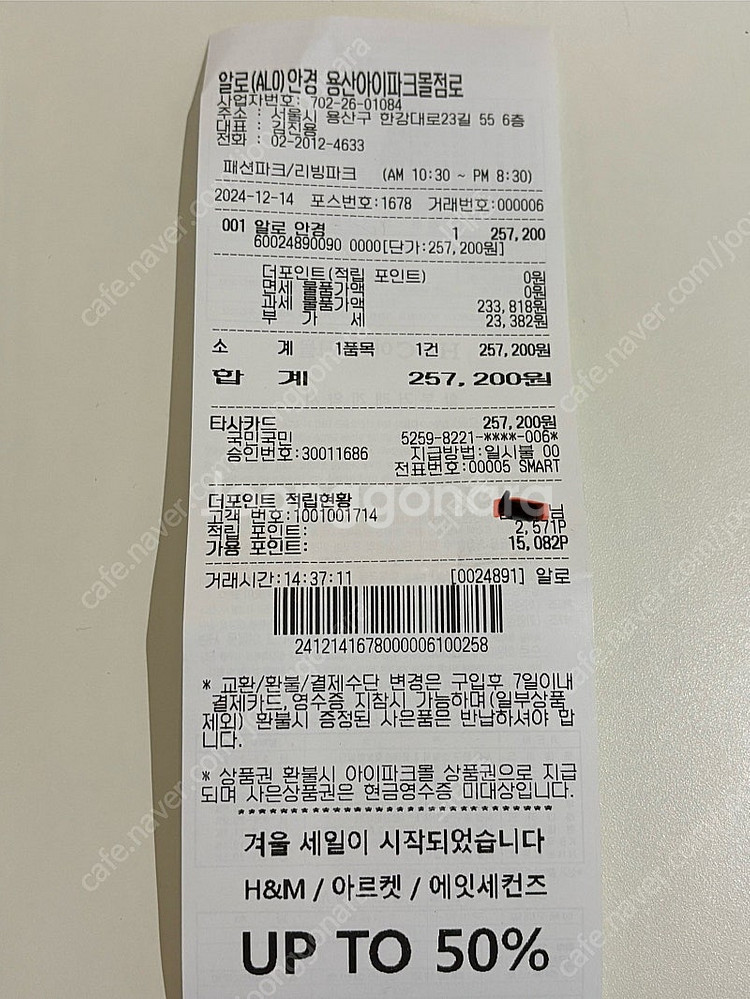 알로(ALO)안경 용산아이파크몰점로
사업자번호: 702-26-01084
주소 : 서울시 용산구 한강대로23길 55 6층
대표 : 김진용
전화 : 02-2012-4633
패션파크/리빙파크 (AM 10:30 ~ PM 8:30)
2024-12-14 포스번호:1678 거래번호:000006
001 알로 안경 1 257,200
60024890090 0000[단가:257,200원]
더포인트(적립 포인트) 0원
면세 물품가액 0원
과세 물품가액 233,818원
부 가 세 23,382원
소 계 1품목 1건 257,200원
합 계 257,200원
타사카드 257,200원
국민국민 5259-8221-****-006*
승인번호:30011686 지급방법:일시불 00
전표번호:00005 SMART
더포인트 적립현황
고객 번호:1001001714 님
적립 포인트: 2,571P
가용 포인트: 15,082P
거래시간:14:37:11 [0024891] 알로
2412141678000006100258
* 교환/환불/결제수단 변경은 구입후 7일이내
결제카드,영수증 지참시 가능하며(일부상품
제외) 환불시 증정된 사은품은 반납하셔야 합
니다.
* 상품권 환불시 아이파크몰 상품권으로 지급
되며 사은상품권은 현금영수증 미대상입니다.
겨울 세일이 시작되었습니다
H&M / 아르켓 / 에잇세컨즈
UP TO 50%
joongonara
cafe.naver.com/joongonara